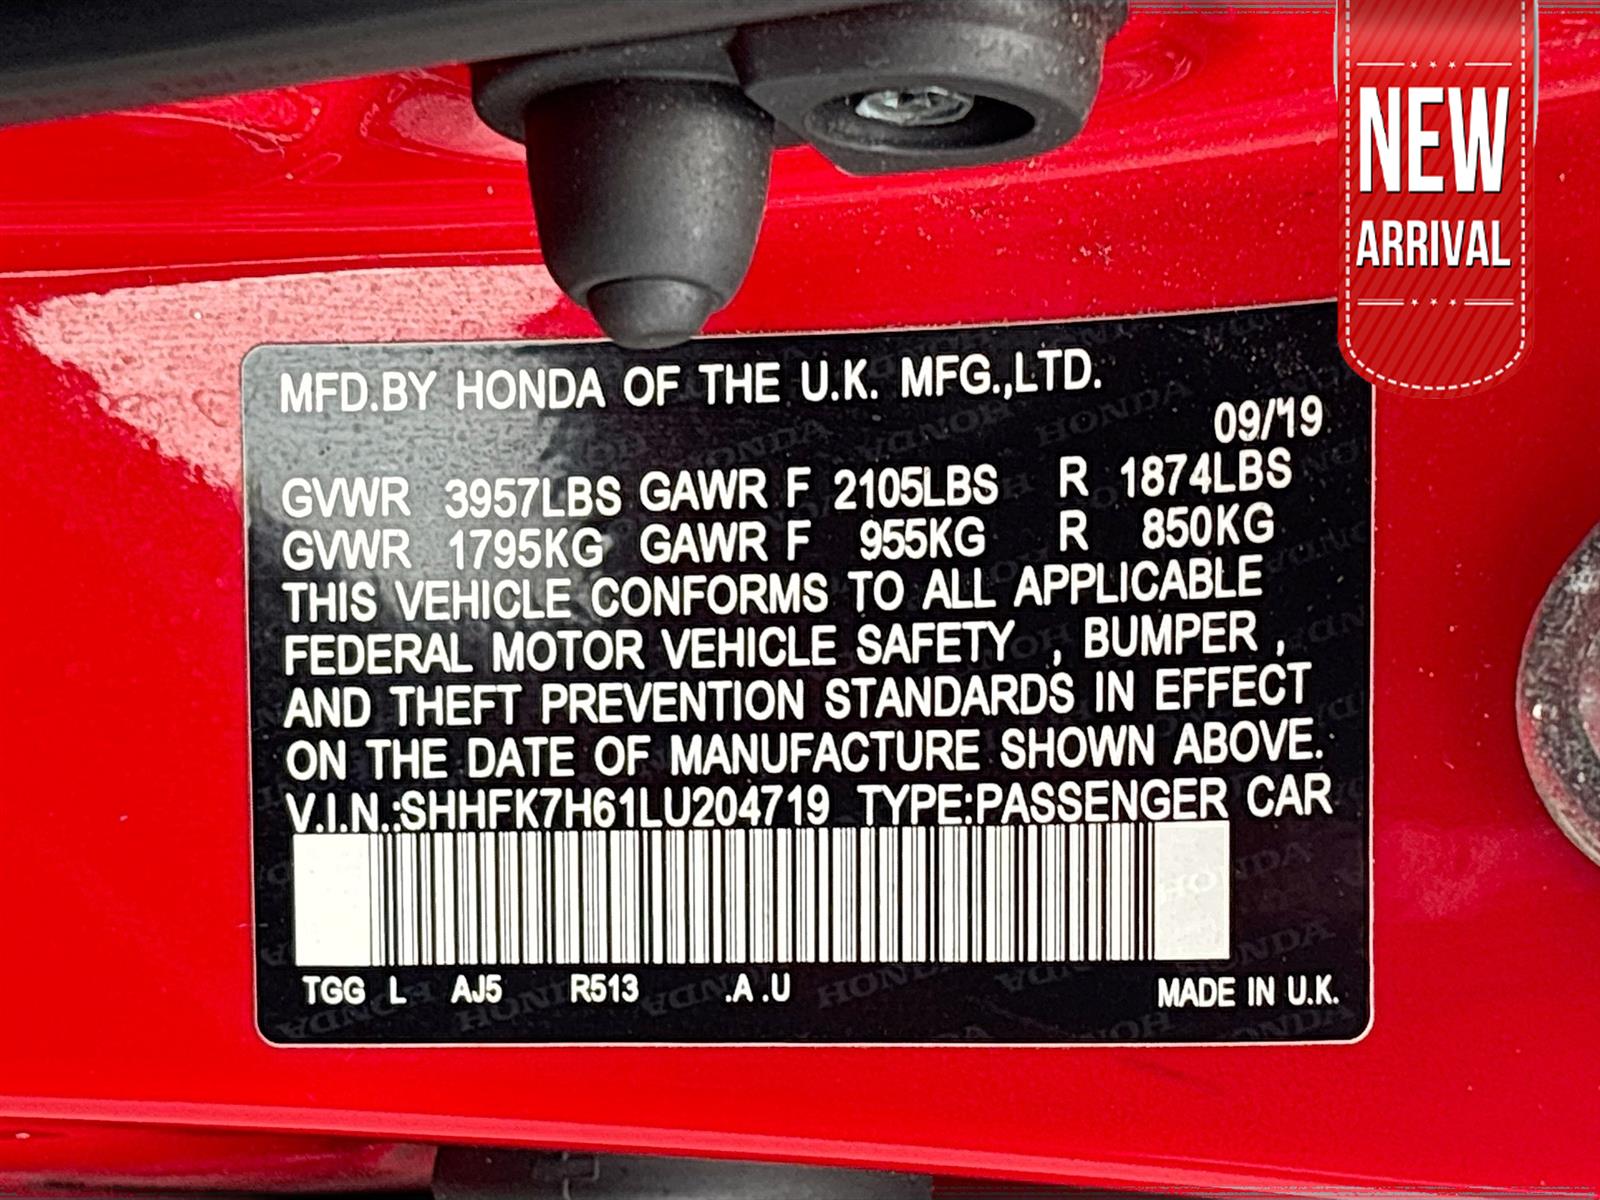 NEW
ARRIVAL
MFD.BY HONDA OF THE U.K. MFG.,LTD.
09/19
GVWR 3957LBS GAWR F 2105LBS R 1874LBS
GVWR 1795KG GAWR F 955KG R 850KG
THIS VEHICLE CONFORMS TO ALL APPLICABLE
FEDERAL MOTOR VEHICLE SAFETY , BUMPER ,
AND THEFT PREVENTION STANDARDS IN EFFECT
ON THE DATE OF MANUFACTURE SHOWN ABOVE.
V.I.N.:SHHFK7H61LU204719 TYPE:PASSENGER CAR
TGG L AJ5 R513 .A .U MADE IN U.K.